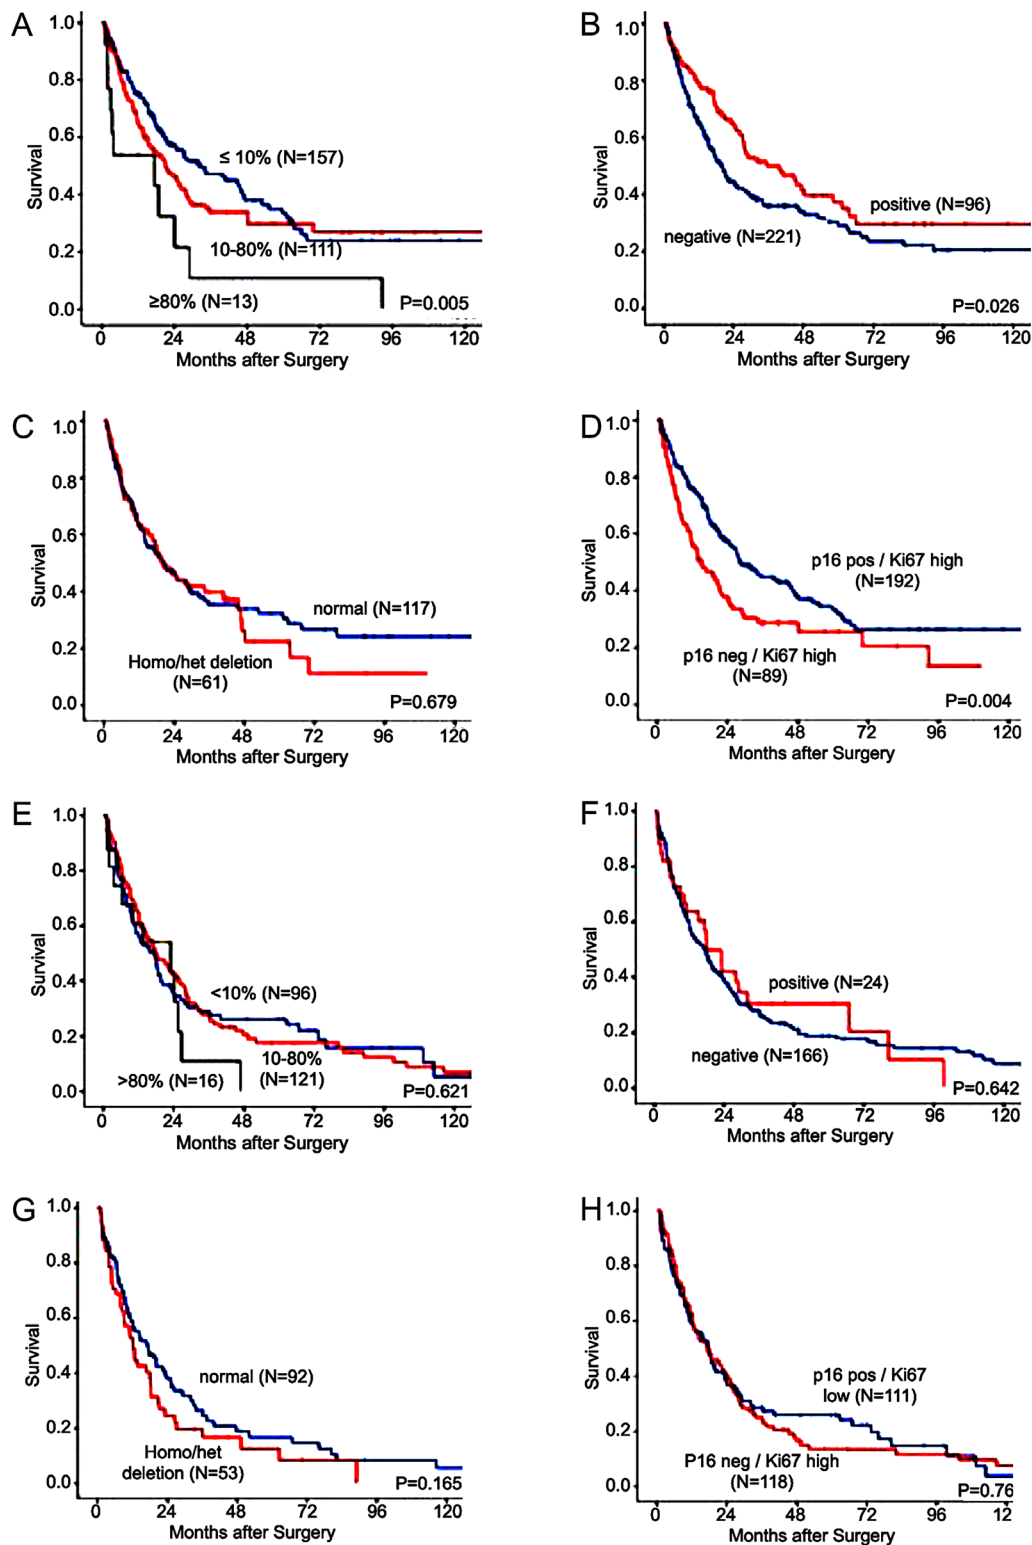 A
1.0
0.8
0.6
0.4
0.2
0.0
Survival
≤ 10% (N=157)
10-80% (N=111)
≥80% (N=13)
P=0.005
0 24 48 72 96 120
Months after Surgery
B
1.0
0.8
0.6
0.4
0.2
0.0
Survival
positive (N=96)
negative (N=221)
P=0.026
0 24 48 72 96 120
Months after Surgery
C
1.0
0.8
0.6
0.4
0.2
0.0
Survival
normal (N=117)
Homo/het deletion
(N=61)
P=0.679
0 24 48 72 96 120
Months after Surgery
D
1.0
0.8
0.6
0.4
0.2
0.0
Survival
p16 pos / Ki67 high
(N=192)
p16 neg / Ki67 high
(N=89)
P=0.004
0 24 48 72 96 120
Months after Surgery
E
1.0
0.8
0.6
0.4
0.2
0.0
Survival
<10% (N=96)
10-80%
(N=121)
>80% (N=16)
P=0.621
0 24 48 72 96 120
Months after Surgery
F
1.0
0.8
0.6
0.4
0.2
0.0
Survival
positive (N=24)
negative (N=166)
P=0.642
0 24 48 72 96 120
Months after Surgery
G
1.0
0.8
0.6
0.4
0.2
0.0
Survival
normal (N=92)
Homo/het
deletion (N=53)
P=0.165
0 24 48 72 96 120
Months after Surgery
H
1.0
0.8
0.6
0.4
0.2
0.0
Survival
p16 pos / Ki67
low (N=111)
P16 neg / Ki67 high
(N=118)
P=0.76
0 24 48 72 96 12
Months after Surgery